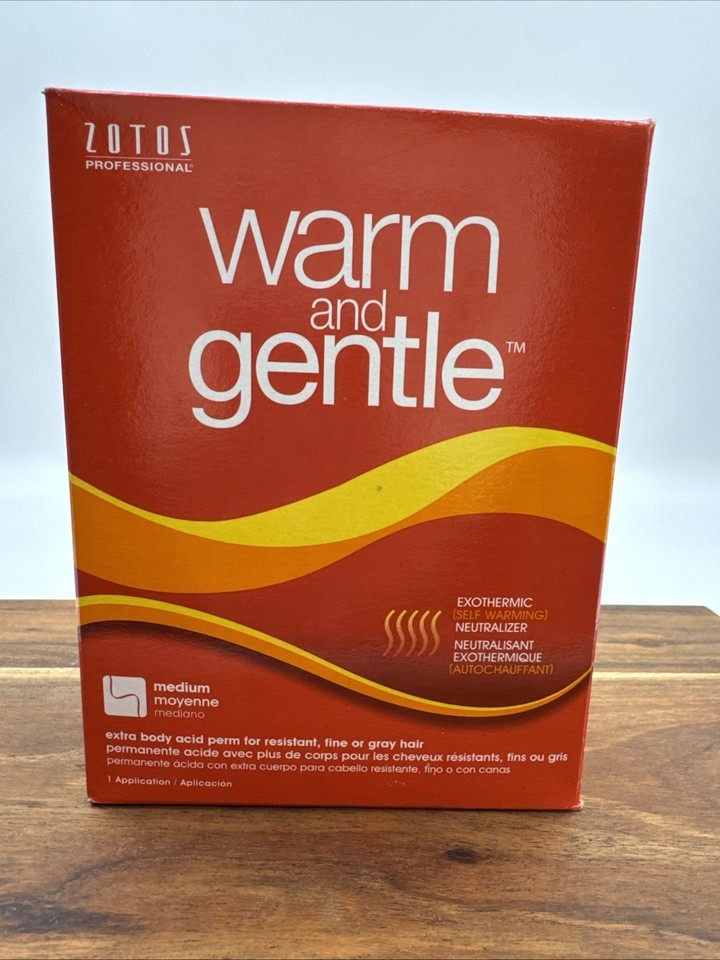 ZOTOS
PROFESSIONAL®
warm
and
gentle™
EXOTHERMIC
(SELF WARMING)
NEUTRALIZER
NEUTRALISANT
EXOTHERMIQUE
(AUTOCHAUFFANT)
medium
moyenne
mediano
extra body acid perm for resistant, fine or gray hair
permanente acide avec plus de corps pour les cheveux résistants, fins ou gris
permanente ácida con extra cuerpo para cabello resistente, fino o con canas
1 Application / Aplicación